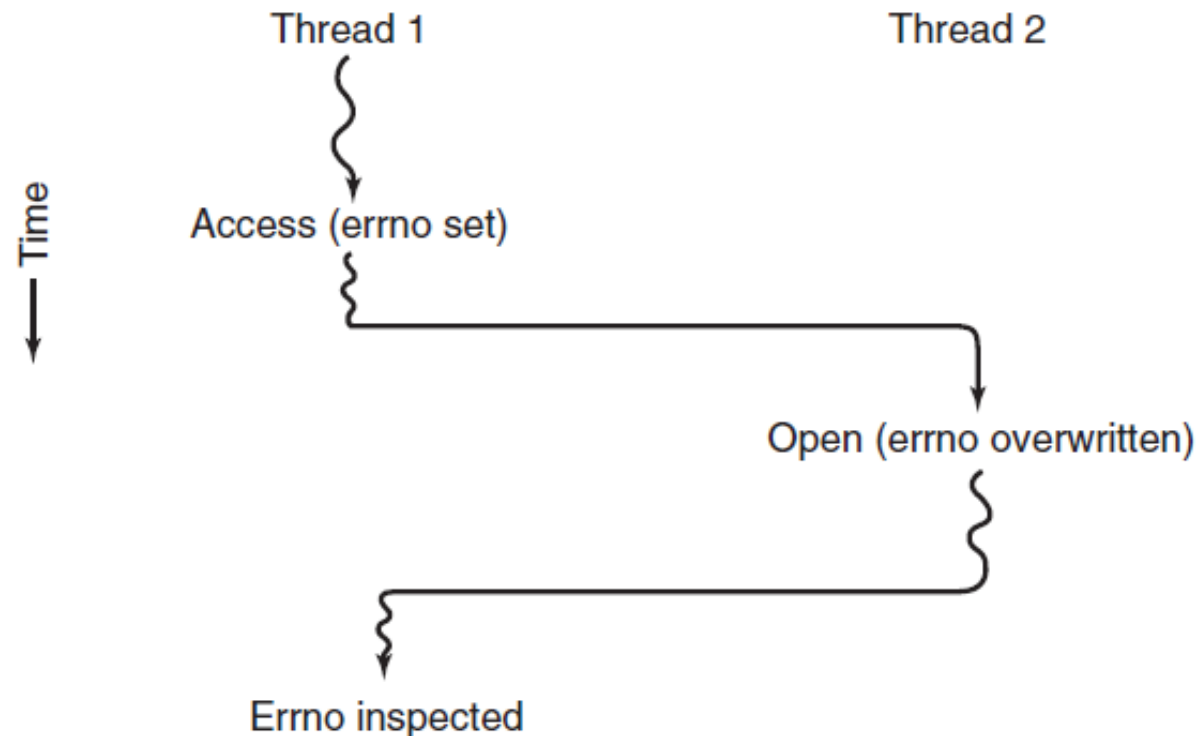 Thread 1
Thread 2
Time
Access (errno set)
Open (errno overwritten)
Errno inspected